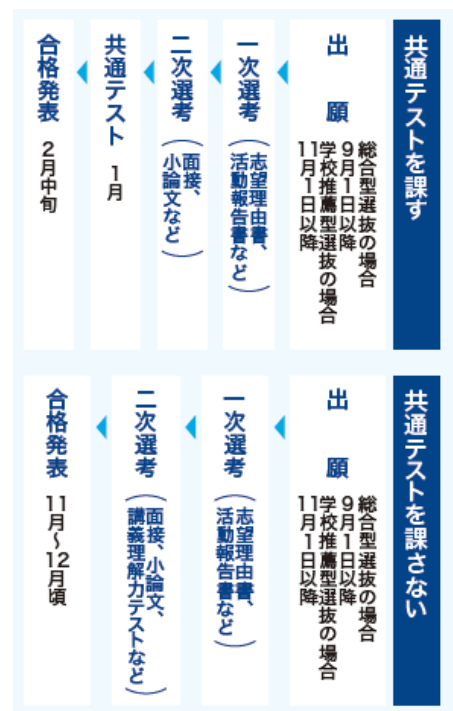 共通テストを課す
出願
総合型選抜の場合
9月1日以降
学校推薦型選抜の場合
11月1日以降
一次選考
（志望理由書、
活動報告書など）
二次選考
（面接、
小論文など）
共通テスト 1月
合格発表 2月中旬
共通テストを課さない
出願
総合型選抜の場合
9月1日以降
学校推薦型選抜の場合
11月1日以降
一次選考
（志望理由書、
活動報告書など）
二次選考
（面接、小論文、
講義理解力テストなど）
合格発表 11月〜12月頃